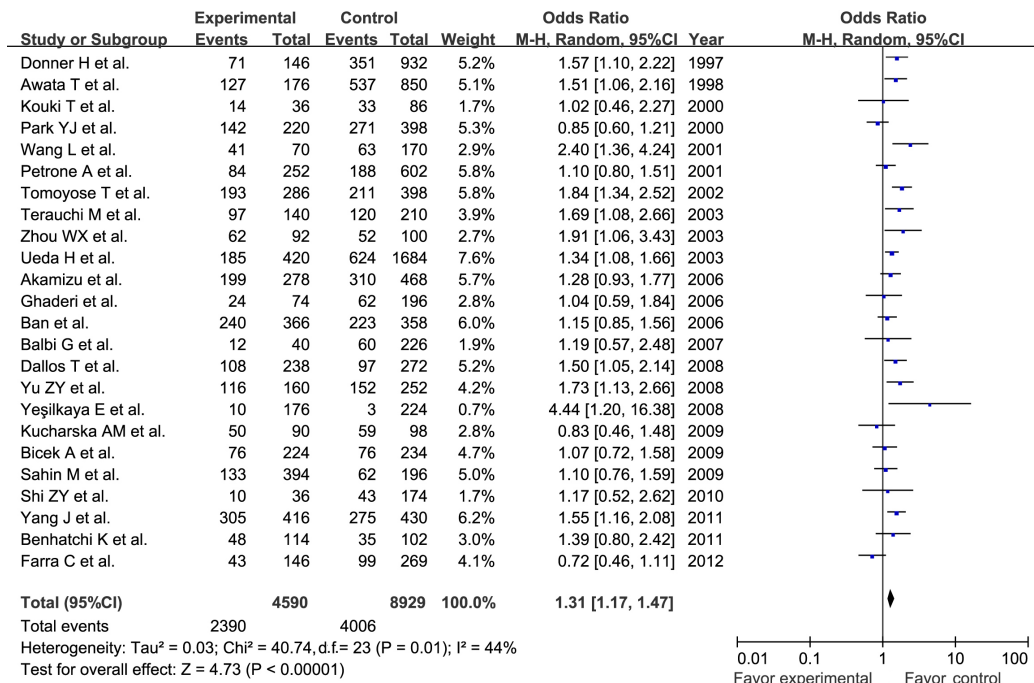 Experimental Control Odds Ratio Odds Ratio
Study or Subgroup Events Total Events Total Weight M-H, Random, 95%CI Year M-H, Random, 95%CI
Donner H et al. 71 146 351 932 5.2% 1.57 [1.10, 2.22] 1997
Awata T et al. 127 176 537 850 5.1% 1.51 [1.06, 2.16] 1998
Kouki T et al. 14 36 33 86 1.7% 1.02 [0.46, 2.27] 2000
Park YJ et al. 142 220 271 398 5.3% 0.85 [0.60, 1.21] 2000
Wang L et al. 41 70 63 170 2.9% 2.40 [1.36, 4.24] 2001
Petrone A et al. 84 252 188 602 5.8% 1.10 [0.80, 1.51] 2001
Tomoyose T et al. 193 286 211 398 5.8% 1.84 [1.34, 2.52] 2002
Terauchi M et al. 97 140 120 210 3.9% 1.69 [1.08, 2.66] 2003
Zhou WX et al. 62 92 52 100 2.7% 1.91 [1.06, 3.43] 2003
Ueda H et al. 185 420 624 1684 7.6% 1.34 [1.08, 1.66] 2003
Akamizu et al. 199 278 310 468 5.7% 1.28 [0.93, 1.77] 2006
Ghaderi et al. 24 74 62 196 2.8% 1.04 [0.59, 1.84] 2006
Ban et al. 240 366 223 358 6.0% 1.15 [0.85, 1.56] 2006
Balbi G et al. 12 40 60 226 1.9% 1.19 [0.57, 2.48] 2007
Dallos T et al. 108 238 97 272 5.2% 1.50 [1.05, 2.14] 2008
Yu ZY et al. 116 160 152 252 4.2% 1.73 [1.13, 2.66] 2008
Yeşilkaya E et al. 10 176 3 224 0.7% 4.44 [1.20, 16.38] 2008
Kucharska AM et al. 50 90 59 98 2.8% 0.83 [0.46, 1.48] 2009
Bicek A et al. 76 224 76 234 4.7% 1.07 [0.72, 1.58] 2009
Sahin M et al. 133 394 62 196 5.0% 1.10 [0.76, 1.59] 2009
Shi ZY et al. 10 36 43 174 1.7% 1.17 [0.52, 2.62] 2010
Yang J et al. 305 416 275 430 6.2% 1.55 [1.16, 2.08] 2011
Benhatchi K et al. 48 114 35 102 3.0% 1.39 [0.80, 2.42] 2011
Farra C et al. 43 146 99 269 4.1% 0.72 [0.46, 1.11] 2012
Total (95%CI) 4590 8929 100.0% 1.31 [1.17, 1.47]
Total events 2390 4006
Heterogeneity: Tau² = 0.03; Chi² = 40.74, d.f.= 23 (P = 0.01); I² = 44%
Test for overall effect: Z = 4.73 (P < 0.00001)
0.01 0.1 1 10 100
Favor experimental Favor control